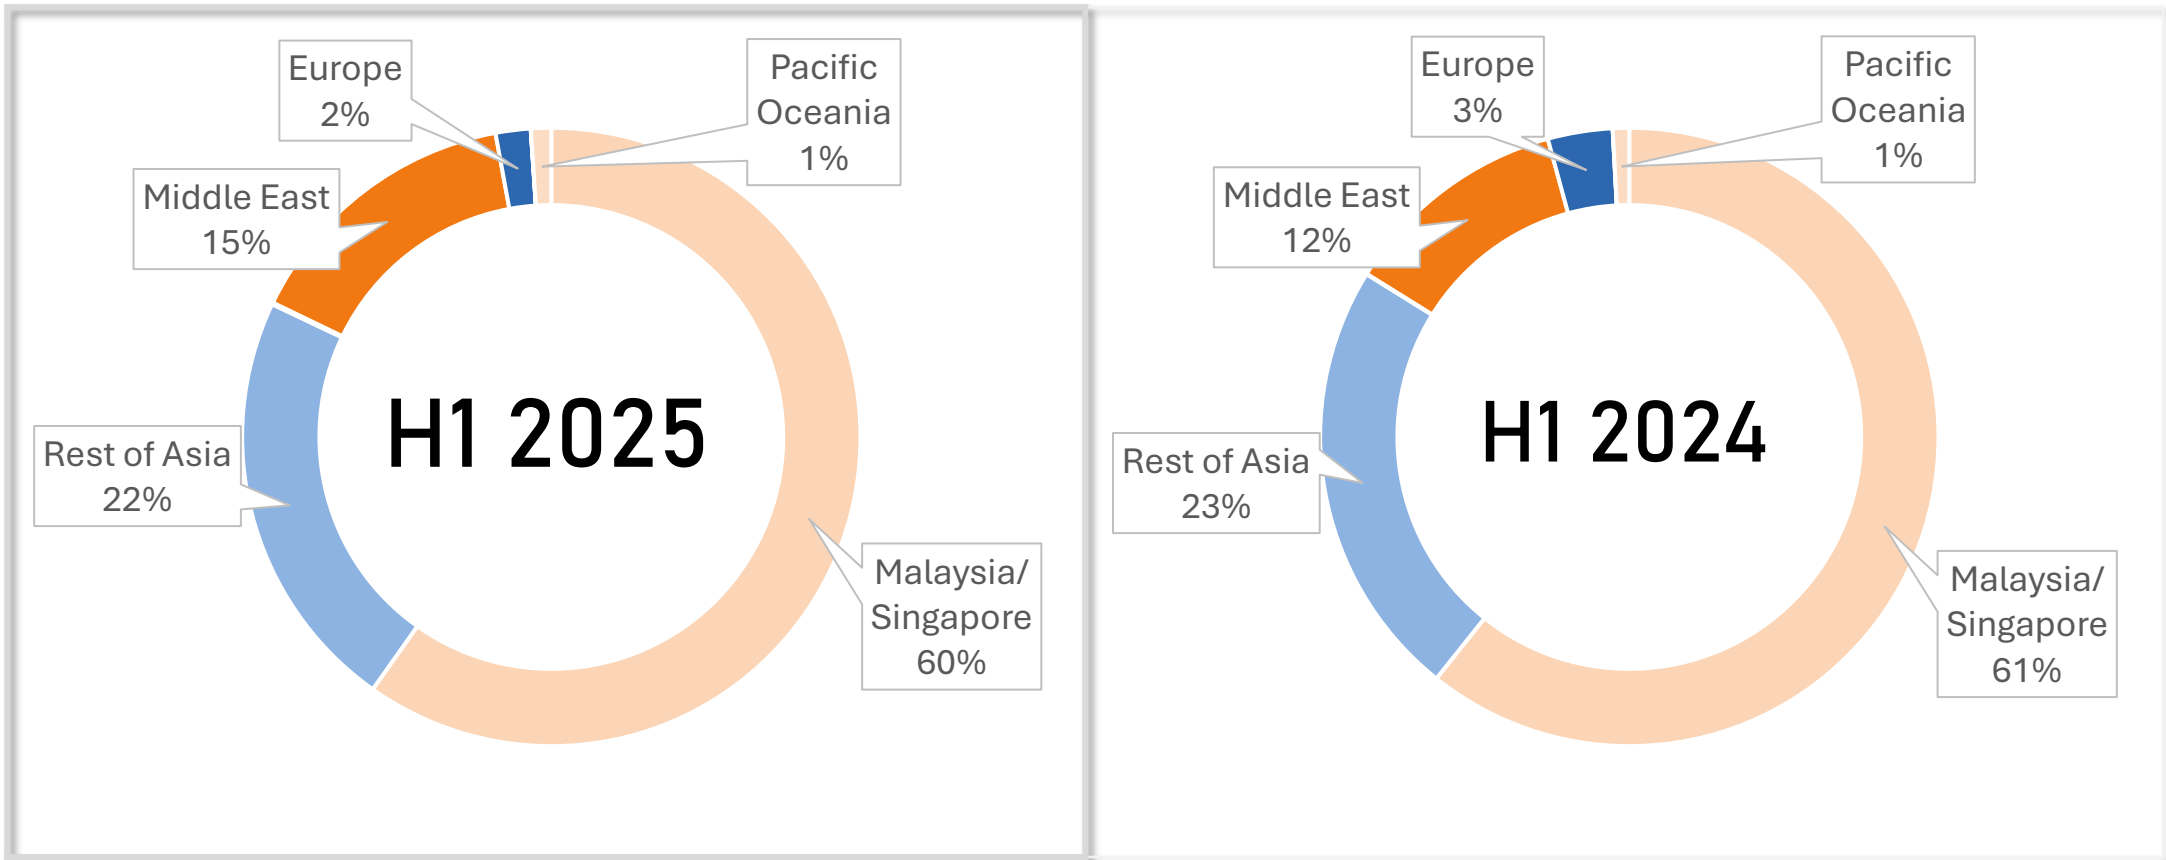 Europe
2%
Pacific
Oceania
1%
Middle East
15%
Rest of Asia
22%
H1 2025
Malaysia/
Singapore
60%
Europe
3%
Pacific
Oceania
1%
Middle East
12%
Rest of Asia
23%
H1 2024
Malaysia/
Singapore
61%